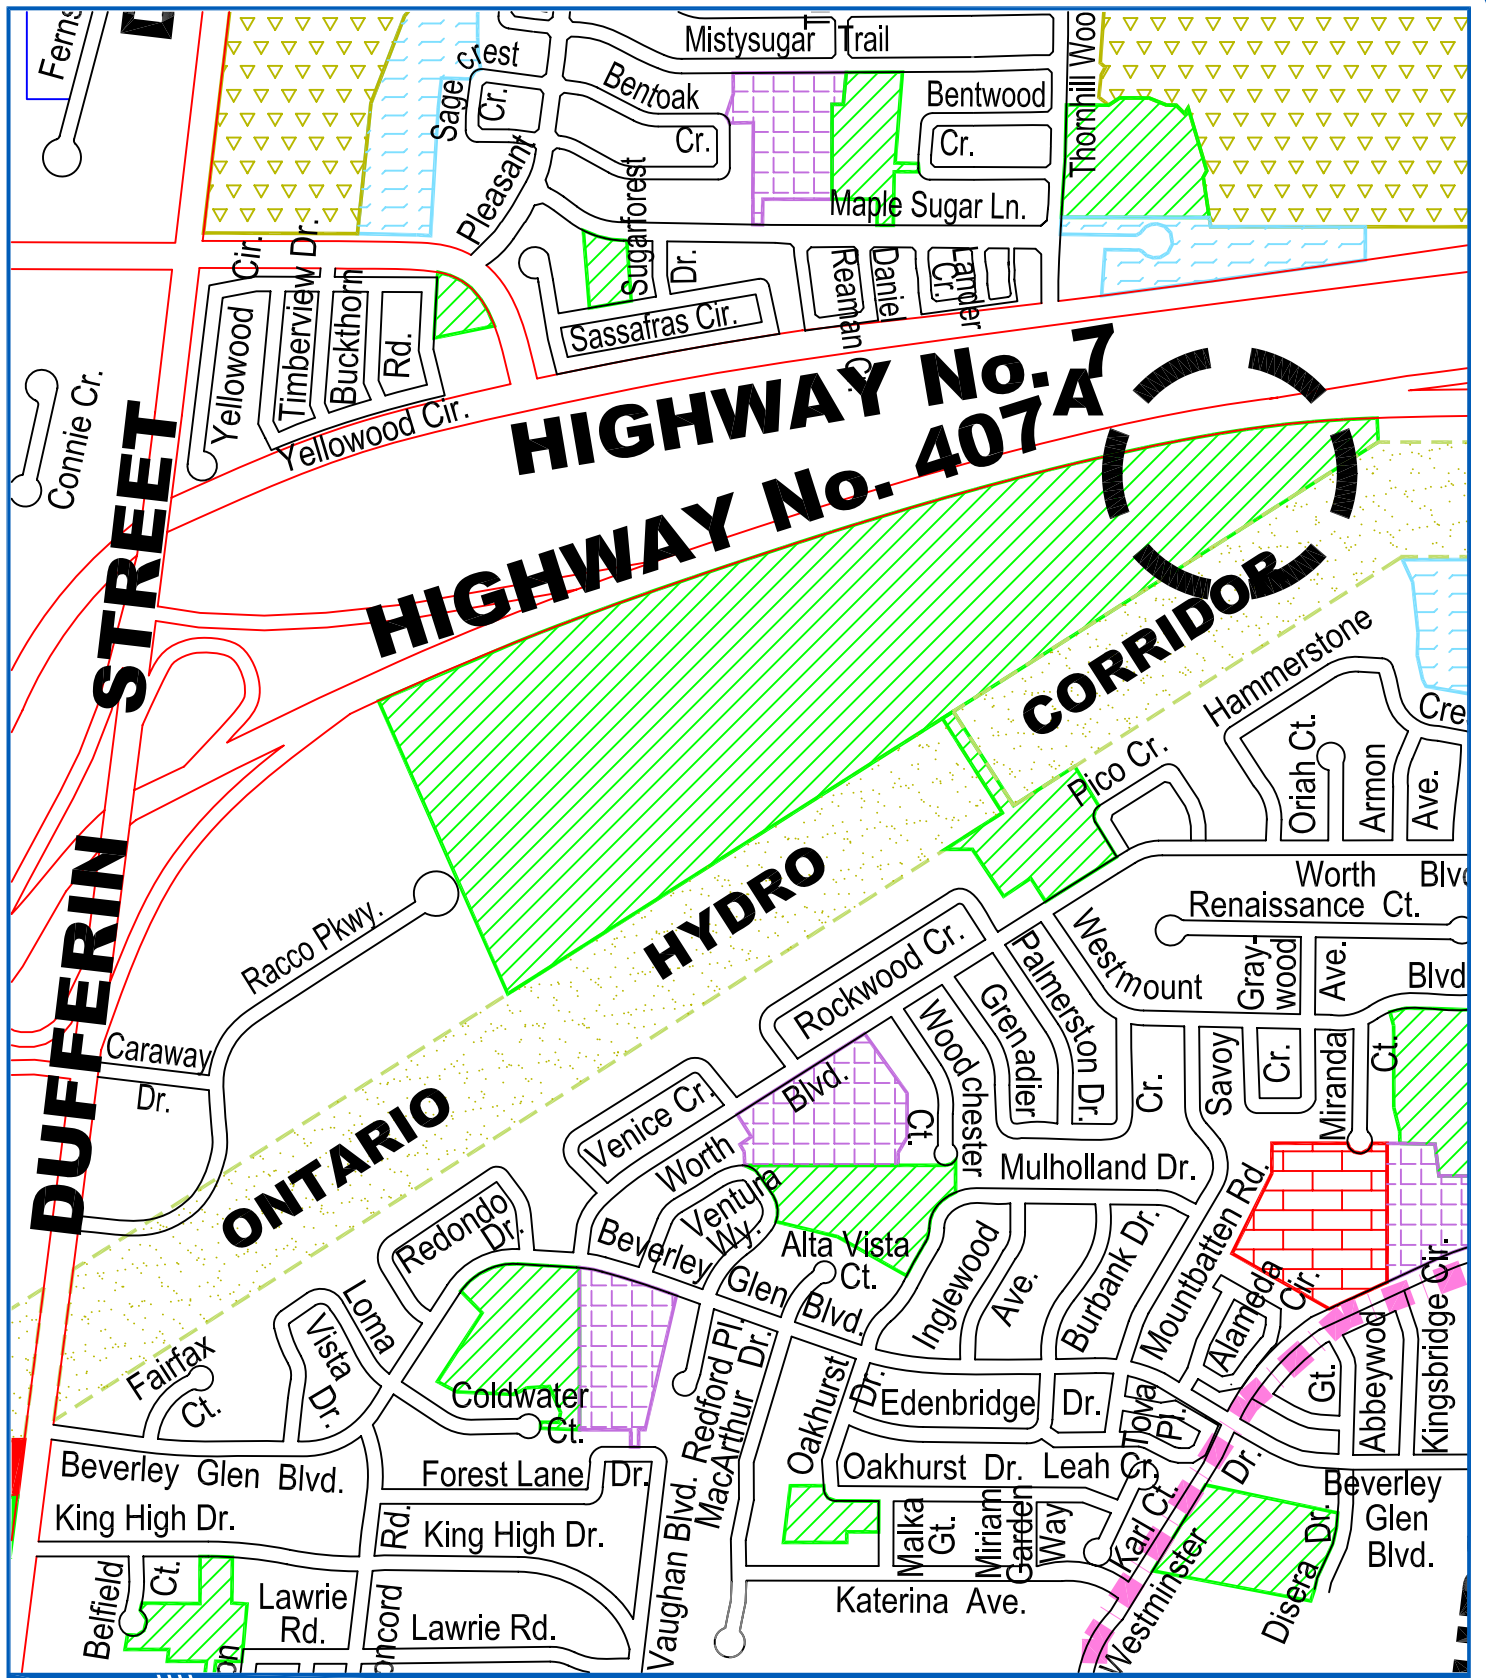 Ferns
Sage crest
Cr.
Mistysugar Trail
Bentoak
Cr.
Bentwood
Cr.
Thornhill Woo
Pleasant
Sugarforest
Dr.
Maple Sugar Ln.
Yellowood
Cir.
Timberview Dr.
Buckthorn
Rd.
Yellowood Cir.
Sassafras Cir.
Reaman Cr.
Daniel
Lander
Cr.
Connie Cr.
HIGHWAY No. 7
HIGHWAY No. 407 A
DUFFERIN STREET
ONTARIO HYDRO CORRIDOR
Hammerstone
Cre
Pico Cr.
Oriah Ct.
Armon
Ave.
Worth Blv
Renaissance Ct.
Racco Pkwy.
Caraway
Dr.
Rockwood Cr.
Westmount
Blvd
Gray-
wood
Ave.
Palmerston Dr.
Grenadier
Cr.
Woodchester
Ct.
Savoy
Cr.
Miranda
Ct.
Venice Cr.
Worth
Blvd.
Mulholland Dr.
Redondo
Dr.
Ventura
Wy.
Beverley
Glen
Blvd.
Alta Vista
Ct.
Inglewood
Ave.
Burbank Dr.
Mountbatten Rd.
Alameda
Cir.
Kingsbridge Cir.
Abbeywood
Gt.
Loma
Vista
Dr.
Fairfax
Ct.
Coldwater
Ct.
Redford Pl.
MacArthur Dr.
Oakhurst
Dr.
Edenbridge Dr.
Tova
Pl.
Beverley Glen Blvd.
Forest Lane Dr.
Oakhurst Dr.
Leah Cr.
Dr.
Beverley
Glen
Blvd.
King High Dr.
Rd.
King High Dr.
Vaughan Blvd.
Malka
Gt.
Miriam
Garden
Way
Karl Ct.
Westminster
Disera Dr.
Belfield
Ct.
Lawrie
Rd.
oncord
Lawrie Rd.
Katerina Ave.
on